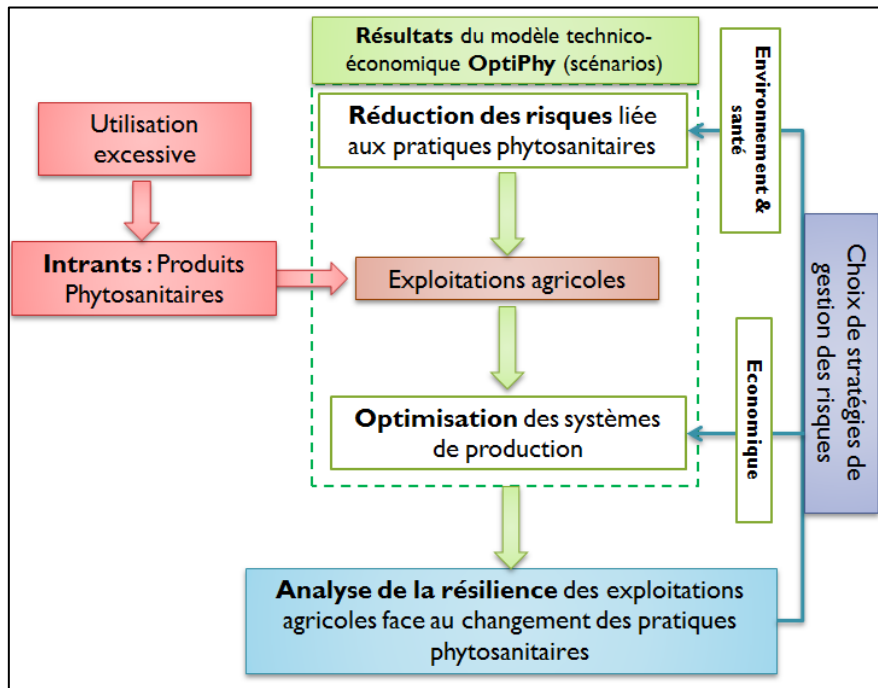 Résultats du modèle technico-
économique OptiPhy (scénarios)
Utilisation
excessive
Réduction des risques liée
aux pratiques phytosanitaires
Environnement &
santé
Intrants : Produits
Phytosanitaires
Exploitations agricoles
Choix de stratégies de
gestion des risques
Optimisation des systèmes
de production
Economique
Analyse de la résilience des exploitations
agricoles face au changement des pratiques
phytosanitaires